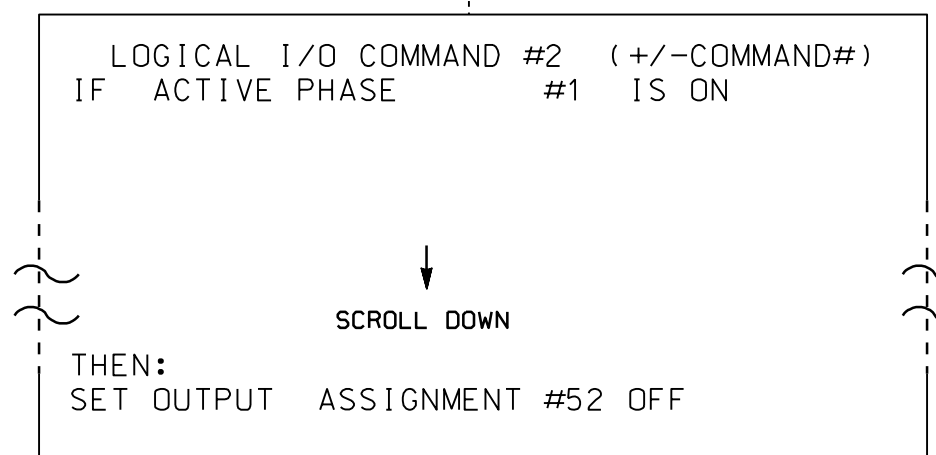 LOGICAL I/O COMMAND #2 (+/-COMMAND#)
IF ACTIVE PHASE #1 IS ON
SCROLL DOWN
THEN:
SET OUTPUT ASSIGNMENT #52 OFF